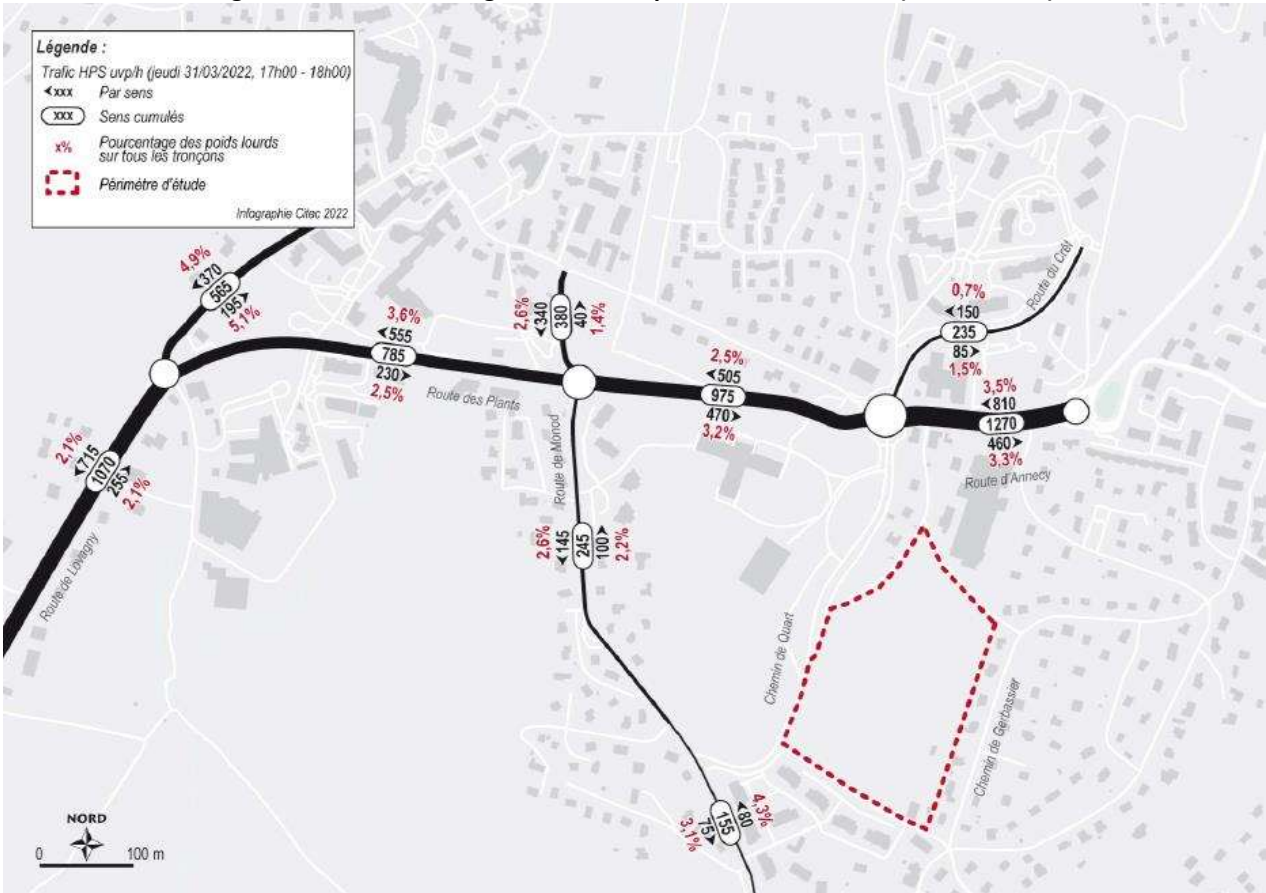 Légende :
Trafic HPS uvp/h (jeudi 31/03/2022, 17h00 - 18h00)
xxx Par sens
xxx Sens cumulés
x% Pourcentage des poids lourds
sur tous les tronçons
Périmètre d'étude
Infographie Citec 2022
4,9%
370
565
195
5,1%
3,6%
555
785
230
2,5%
Route des Plants
2,6%
340
380
40
1,4%
2,5%
505
975
470
3,2%
0,7%
150
235
85
1,5%
Route du Crêt
3,5%
810
1270
460
3,3%
Route d'Annecy
2,1%
715
1070
255
2,1%
Route de Lovagny
Route de Monod
2,6%
145
245
100
2,2%
Chemin de Quart
Chemin de Gerbassier
4,3%
80
155
75
3,1%
NORD
0 100 m